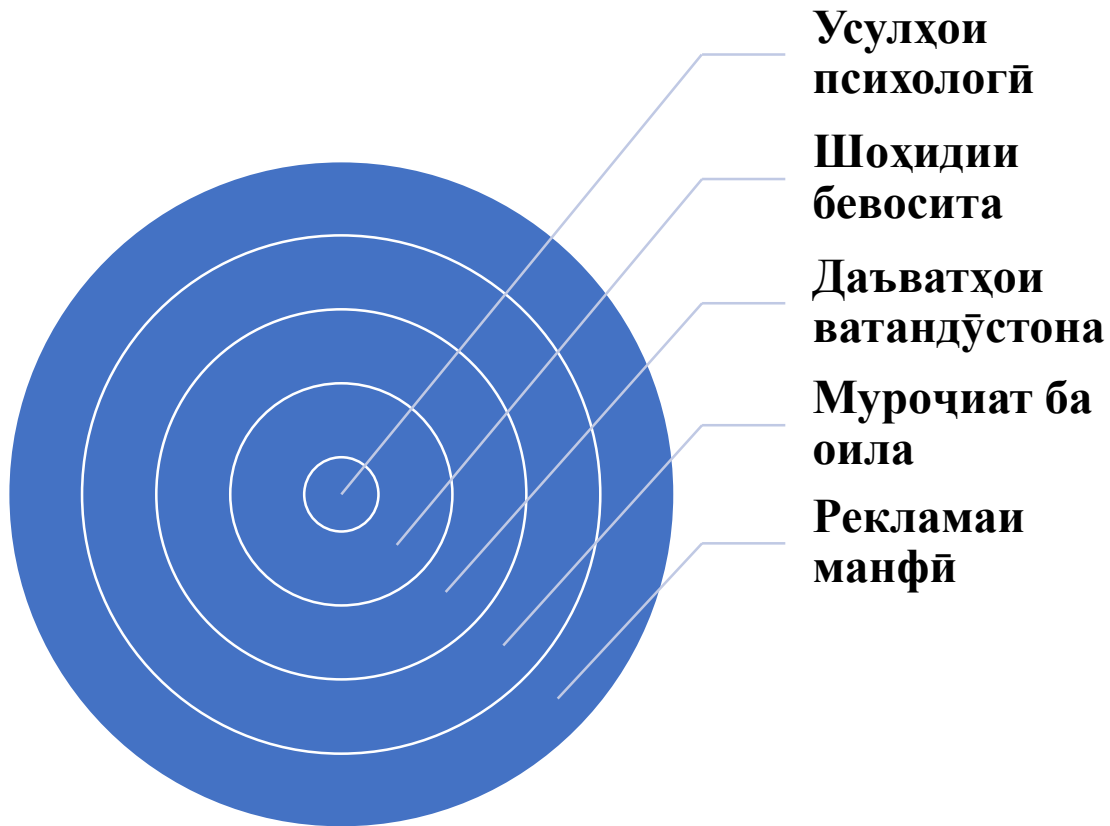 Усулҳои
психологӣ
Шоҳидии
бевосита
Даъватҳои
ватандӯстона
Муроҷиат ба
оила
Рекламаи
манфӣ